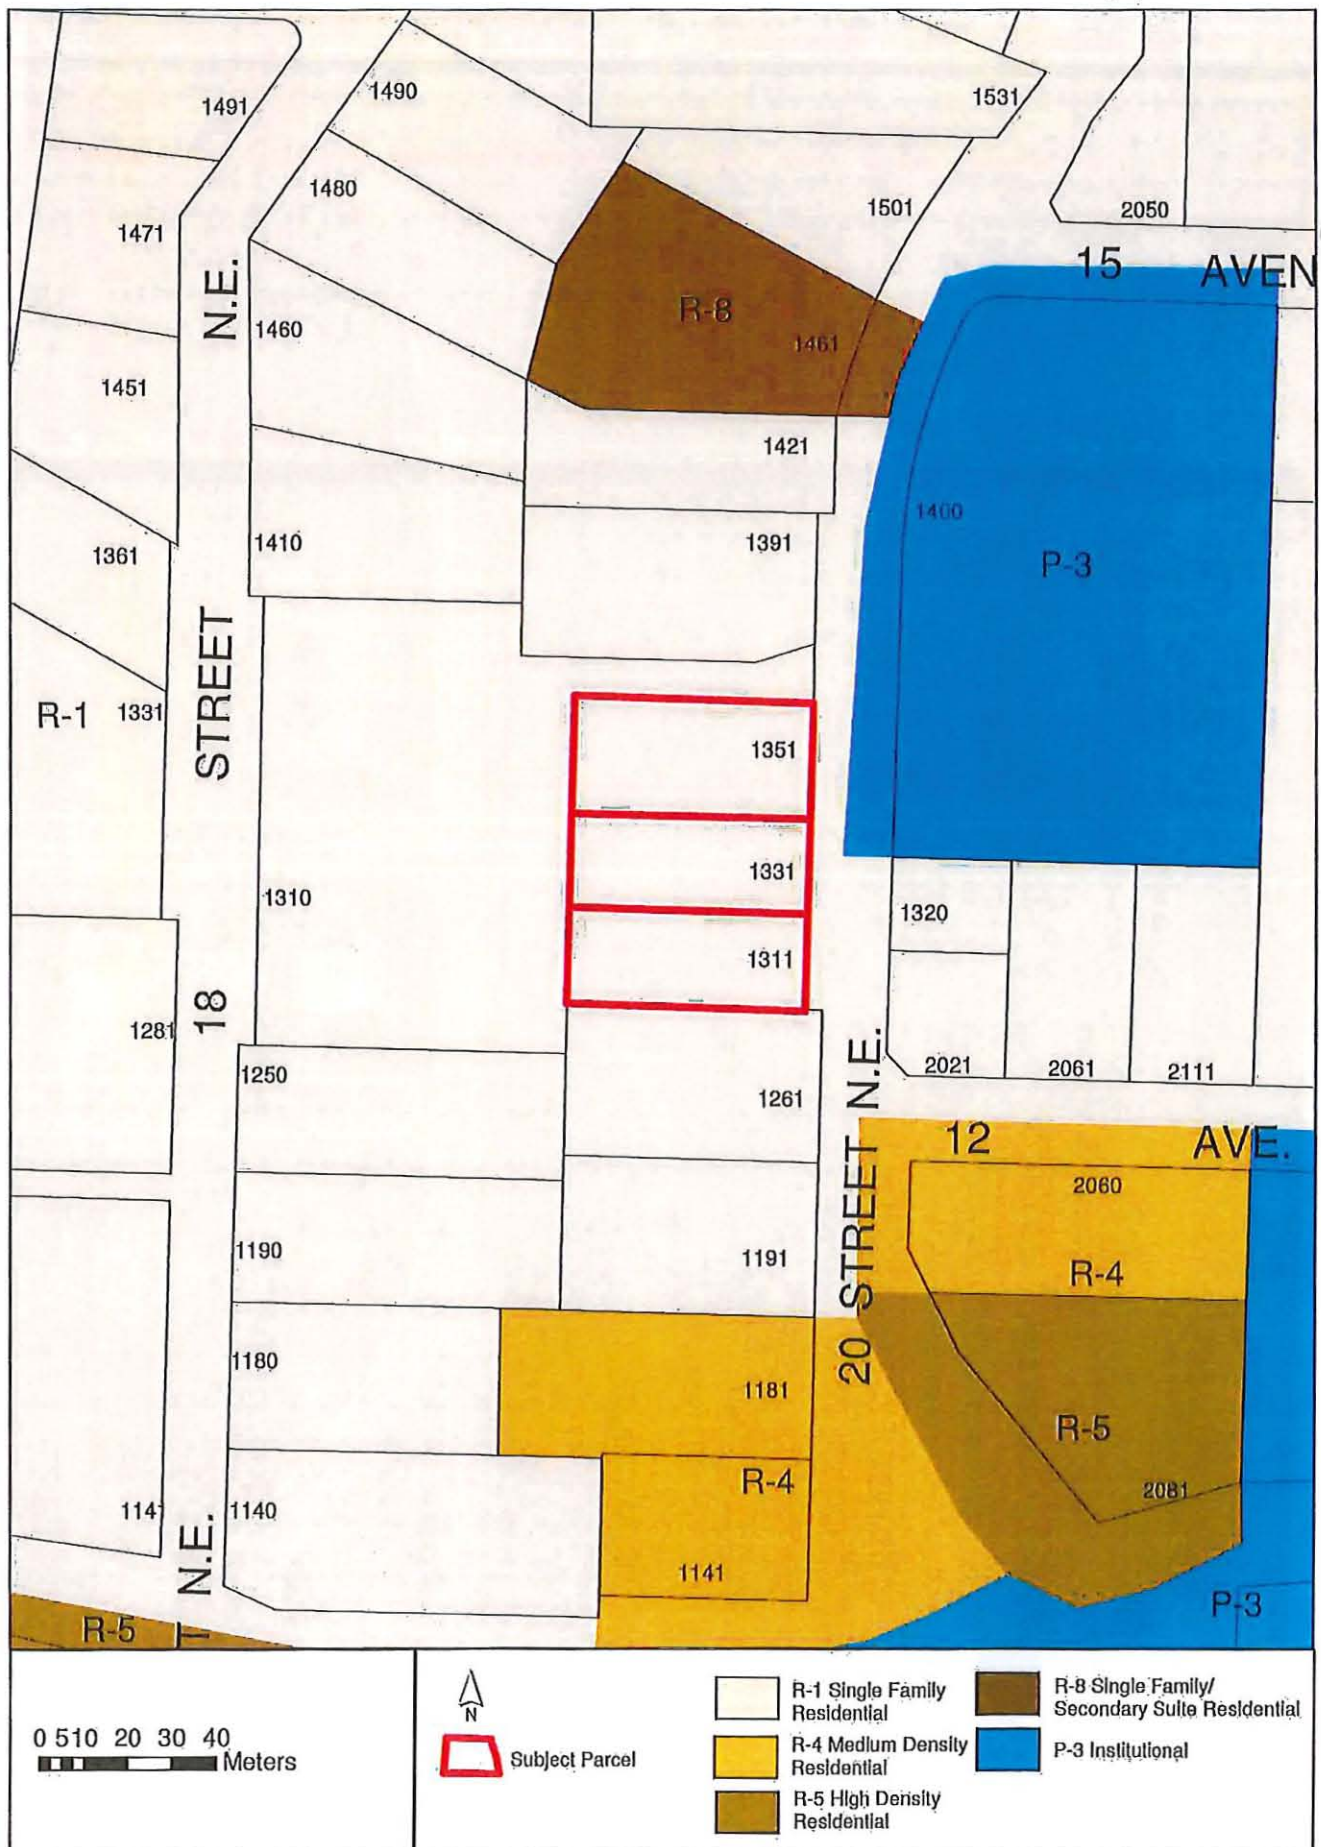 1490
1491
1531
1480
1501
2050
1471
15 AVEN
N.E.
R-8
1460
1461
1451
1421
1400
1410
1391
1361
P-3
STREET
R-1
1331
1351
1331
1310
1320
1311
18
1281
1250
2021
2061
2111
1261
N.E.
12
AVE.
2060
1190
1191
R-4
STREET
1180
20
1181
R-5
R-4
2081
1140
N.E.
1141
P-3
R-5
T
N
0 510 20 30 40
Meters
Subject Parcel
R-1 Single Family
Residential
R-4 Medium Density
Residential
R-5 High Density
Residential
R-8 Single Family/
Secondary Suite Residential
P-3 Institutional